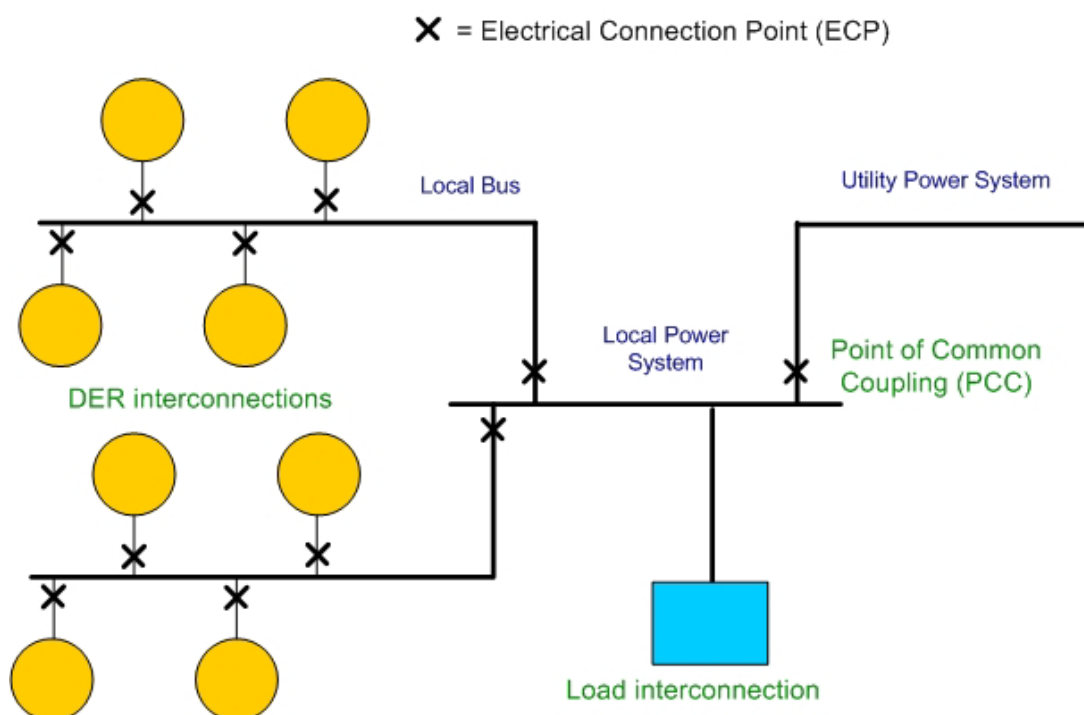 = Electrical Connection Point (ECP)
Local Bus
Utility Power System
Local Power
System
Point of Common
Coupling (PCC)
DER interconnections
Load interconnection